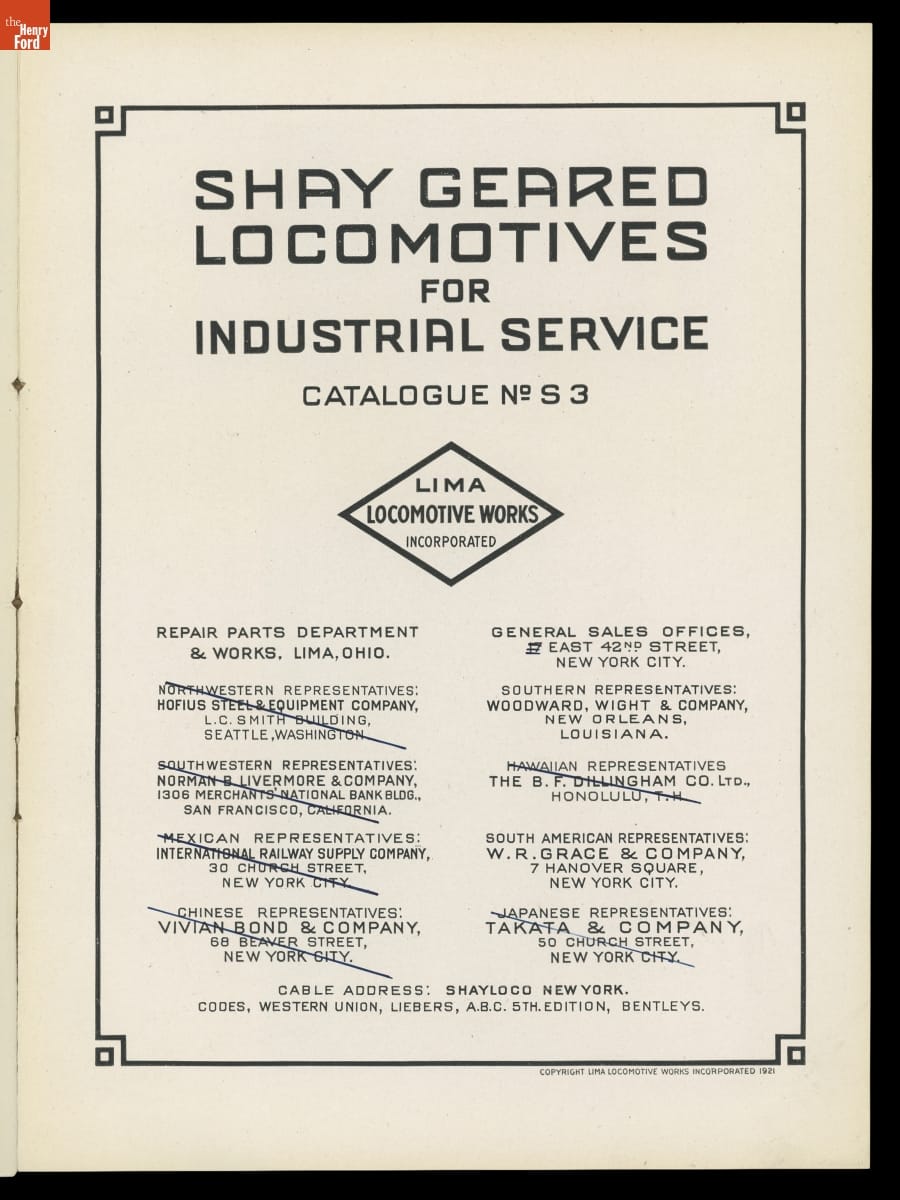 the
Henry
Ford
SHAY GEARED
LOCOMOTIVES
FOR
INDUSTRIAL SERVICE
CATALOGUE Nº S 3
LIMA
LOCOMOTIVE WORKS
INCORPORATED
REPAIR PARTS DEPARTMENT
& WORKS, LIMA, OHIO.
NORTHWESTERN REPRESENTATIVES:
HOFIUS STEEL & EQUIPMENT COMPANY,
L.C. SMITH BUILDING,
SEATTLE, WASHINGTON.
SOUTHWESTERN REPRESENTATIVES:
NORMAN B. LIVERMORE & COMPANY,
1306 MERCHANTS' NATIONAL BANK BLDG.,
SAN FRANCISCO, CALIFORNIA.
MEXICAN REPRESENTATIVES:
INTERNATIONAL RAILWAY SUPPLY COMPANY,
30 CHURCH STREET,
NEW YORK CITY.
CHINESE REPRESENTATIVES:
VIVIAN BOND & COMPANY,
68 BEAVER STREET,
NEW YORK CITY.
GENERAL SALES OFFICES,
17 EAST 42ND STREET,
NEW YORK CITY.
SOUTHERN REPRESENTATIVES:
WOODWARD, WIGHT & COMPANY,
NEW ORLEANS,
LOUISIANA.
HAWAIIAN REPRESENTATIVES
THE B. F. DILLINGHAM CO. LTD.,
HONOLULU, T.H.
SOUTH AMERICAN REPRESENTATIVES:
W. R. GRACE & COMPANY,
7 HANOVER SQUARE,
NEW YORK CITY.
JAPANESE REPRESENTATIVES:
TAKATA & COMPANY,
50 CHURCH STREET,
NEW YORK CITY.
CABLE ADDRESS: SHAYLOCO NEW YORK.
CODES, WESTERN UNION, LIEBERS, A.B.C. 5TH. EDITION, BENTLEYS.
COPYRIGHT LIMA LOCOMOTIVE WORKS INCORPORATED 1921